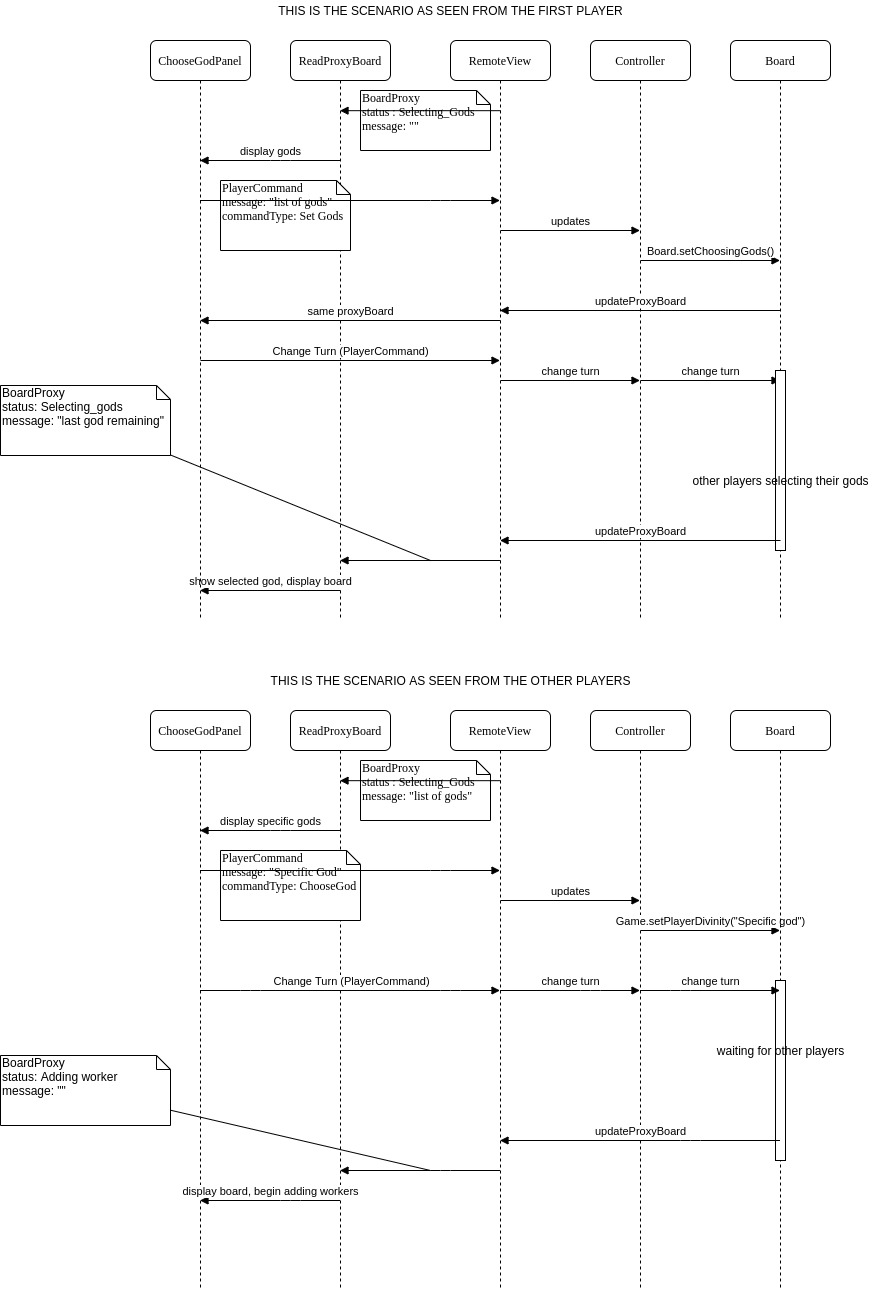 THIS IS THE SCENARIO AS SEEN FROM THE FIRST PLAYER
ChooseGodPanel
ReadProxyBoard
RemoteView
Controller
Board
BoardProxy
status : Selecting_Gods
message: ""
display gods
PlayerCommand
message: "list of gods"
commandType: Set Gods
updates
Board.setChoosingGods()
updateProxyBoard
same proxyBoard
Change Turn (PlayerCommand)
change turn
change turn
BoardProxy
status: Selecting_gods
message: "last god remaining"
other players selecting their gods
updateProxyBoard
show selected god, display board
THIS IS THE SCENARIO AS SEEN FROM THE OTHER PLAYERS
ChooseGodPanel
ReadProxyBoard
RemoteView
Controller
Board
BoardProxy
status : Selecting_Gods
message: "list of gods"
display specific gods
PlayerCommand
message: "Specific God"
commandType: ChooseGod
updates
Game.setPlayerDivinity("Specific god")
Change Turn (PlayerCommand)
change turn
change turn
waiting for other players
BoardProxy
status: Adding worker
message: ""
updateProxyBoard
display board, begin adding workers